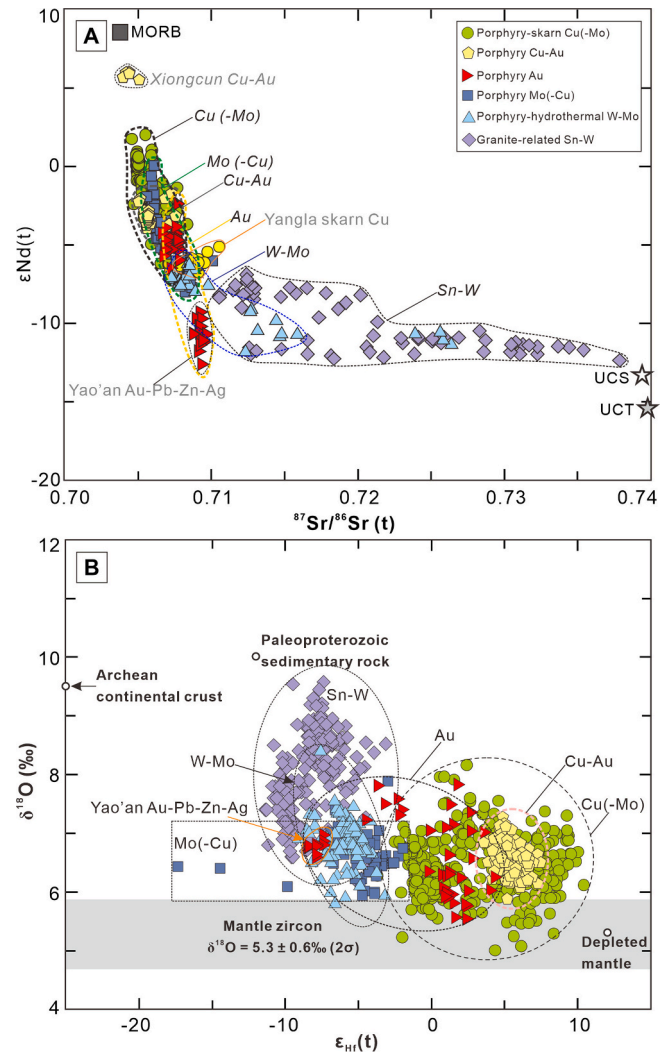 A
MORB
Xiongcun Cu-Au
Cu (-Mo)
Mo (-Cu)
Cu-Au
Au
Yangla skarn Cu
W-Mo
Sn-W
Yao'an Au-Pb-Zn-Ag
UCS
UCT
Porphyry-skarn Cu(-Mo)
Porphyry Cu-Au
Porphyry Au
Porphyry Mo(-Cu)
Porphyry-hydrothermal W-Mo
Granite-related Sn-W
εNd(t)
0
-5
-10
-20
0.70 0.71 0.72 0.73 0.74
⁸⁷Sr/⁸⁶Sr (t)
B
12
10
8
6
4
δ¹⁸O (‰)
Paleoproterozoic
sedimentary rock
Archean
continental crust
Sn-W
W-Mo
Au
Cu-Au
Cu(-Mo)
Yao'an Au-Pb-Zn-Ag
Mo(-Cu)
Mantle zircon
δ¹⁸O = 5.3 ± 0.6‰ (2σ)
Depleted
mantle
-20 -10 0 10
εHf(t)